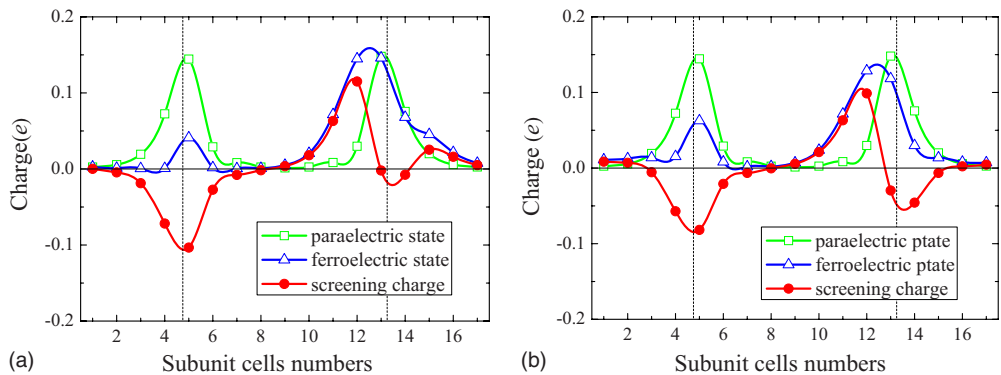 0.2
0.1
0.0
-0.1
-0.2
Charge(e)
2 4 6 8 10 12 14 16
Subunit cells numbers
paraelectric state
ferroelectric state
screening charge
(a)
0.2
0.1
0.0
-0.1
-0.2
Charge (e)
2 4 6 8 10 12 14 16
Subunit cells numbers
paraelectric ptate
ferroelectric ptate
screening charge
(b)